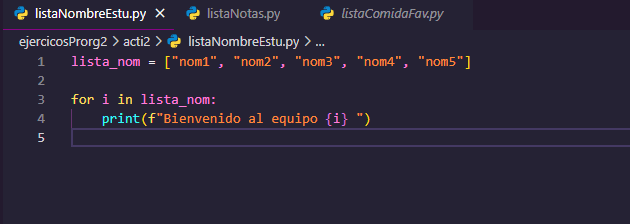 listaNombreEstu.py × listaNotas.py listaComidaFav.py
ejercicosProrg2 > acti2 > listaNombreEstu.py > ...
1 lista_nom = ["nom1", "nom2", "nom3", "nom4", "nom5"]
2
3 for i in lista_nom:
4     print(f"Bienvenido al equipo {i} ")
5